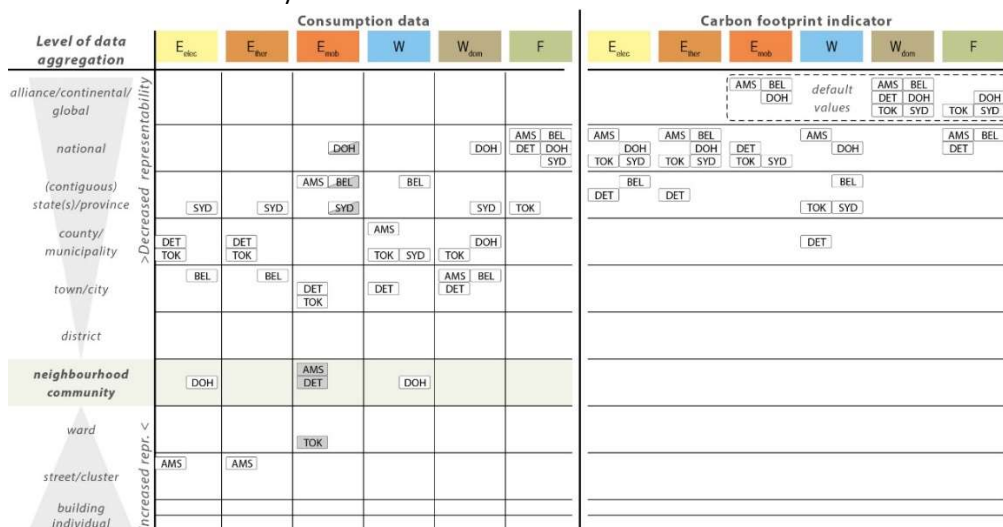 Consumption data Carbon footprint indicator
Level of data aggregation E elec. E ther E mob W W dom F E elec. E ther E mob W W dom F
>Decreased representability
alliance/continental/ AMS BEL default AMS BEL
global DOH values DET DOH DOH
TOK SYD TOK SYD
AMS BEL AMS AMS BEL AMS AMS BEL
national DOH DOH DET DOH DOH DOH DET DOH DET
SYD TOK SYD TOK SYD TOK SYD
(contiguous) AMS BEL BEL BEL BEL
state(s)/province DET DET
SYD SYD SYD SYD TOK TOK SYD
county/ AMS
municipality DET DET DOH DET
TOK TOK TOK SYD TOK
BEL BEL AMS BEL
town/city DET DET DET
TOK
district
neighbourhood AMS
community DOH DET DOH
ward
TOK
Increased repr. <
AMS AMS
street/cluster
building
individual